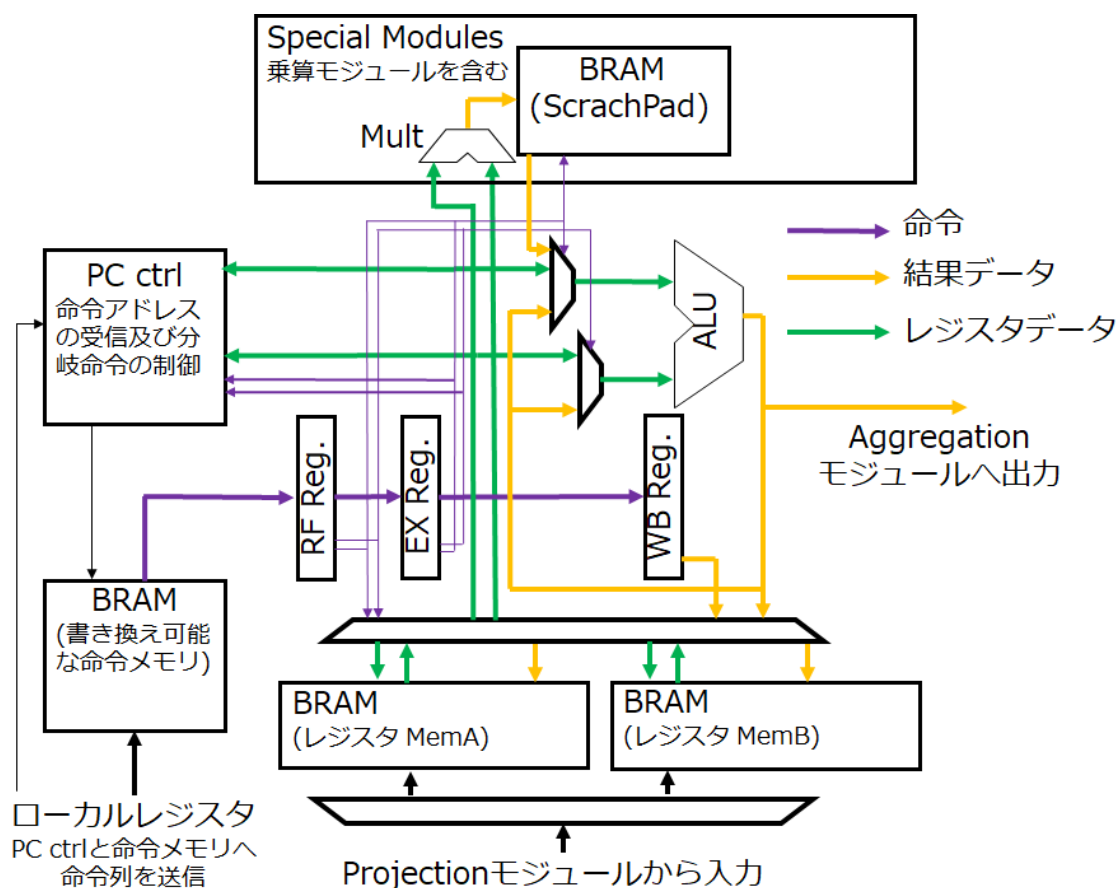 Special Modules
乗算モジュールを含む
BRAM
(ScrachPad)
Mult
命令
結果データ
レジスタデータ
PC ctrl
命令アドレス
の受信及び分
岐命令の制御
ALU
Aggregation
モジュールへ出力
RF Reg.
EX Reg.
WB Reg.
BRAM
(書き換え可能
な命令メモリ)
BRAM
(レジスタ MemA)
BRAM
(レジスタ MemB)
ローカルレジスタ
PC ctrlと命令メモリへ
命令列を送信
Projectionモジュールから入力